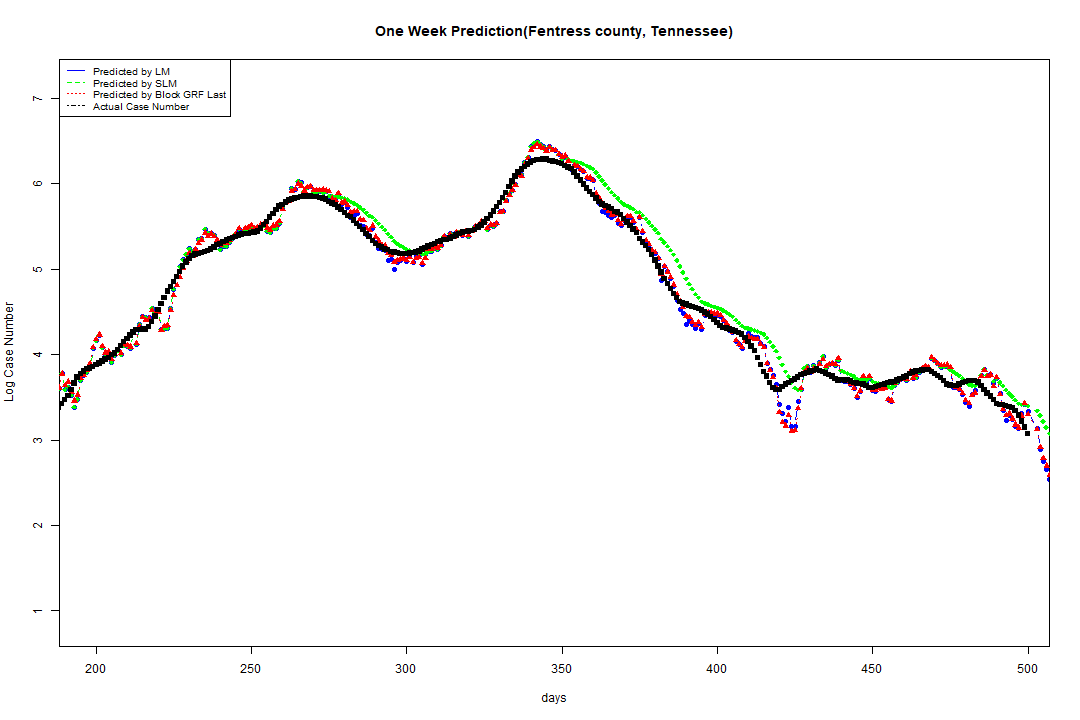 One Week Prediction(Fentress county, Tennessee)
Predicted by LM
Predicted by SLM
Predicted by Block GRF Last
Actual Case Number
7
6
5
4
3
2
1
Log Case Number
200 250 300 350 400 450 500
days